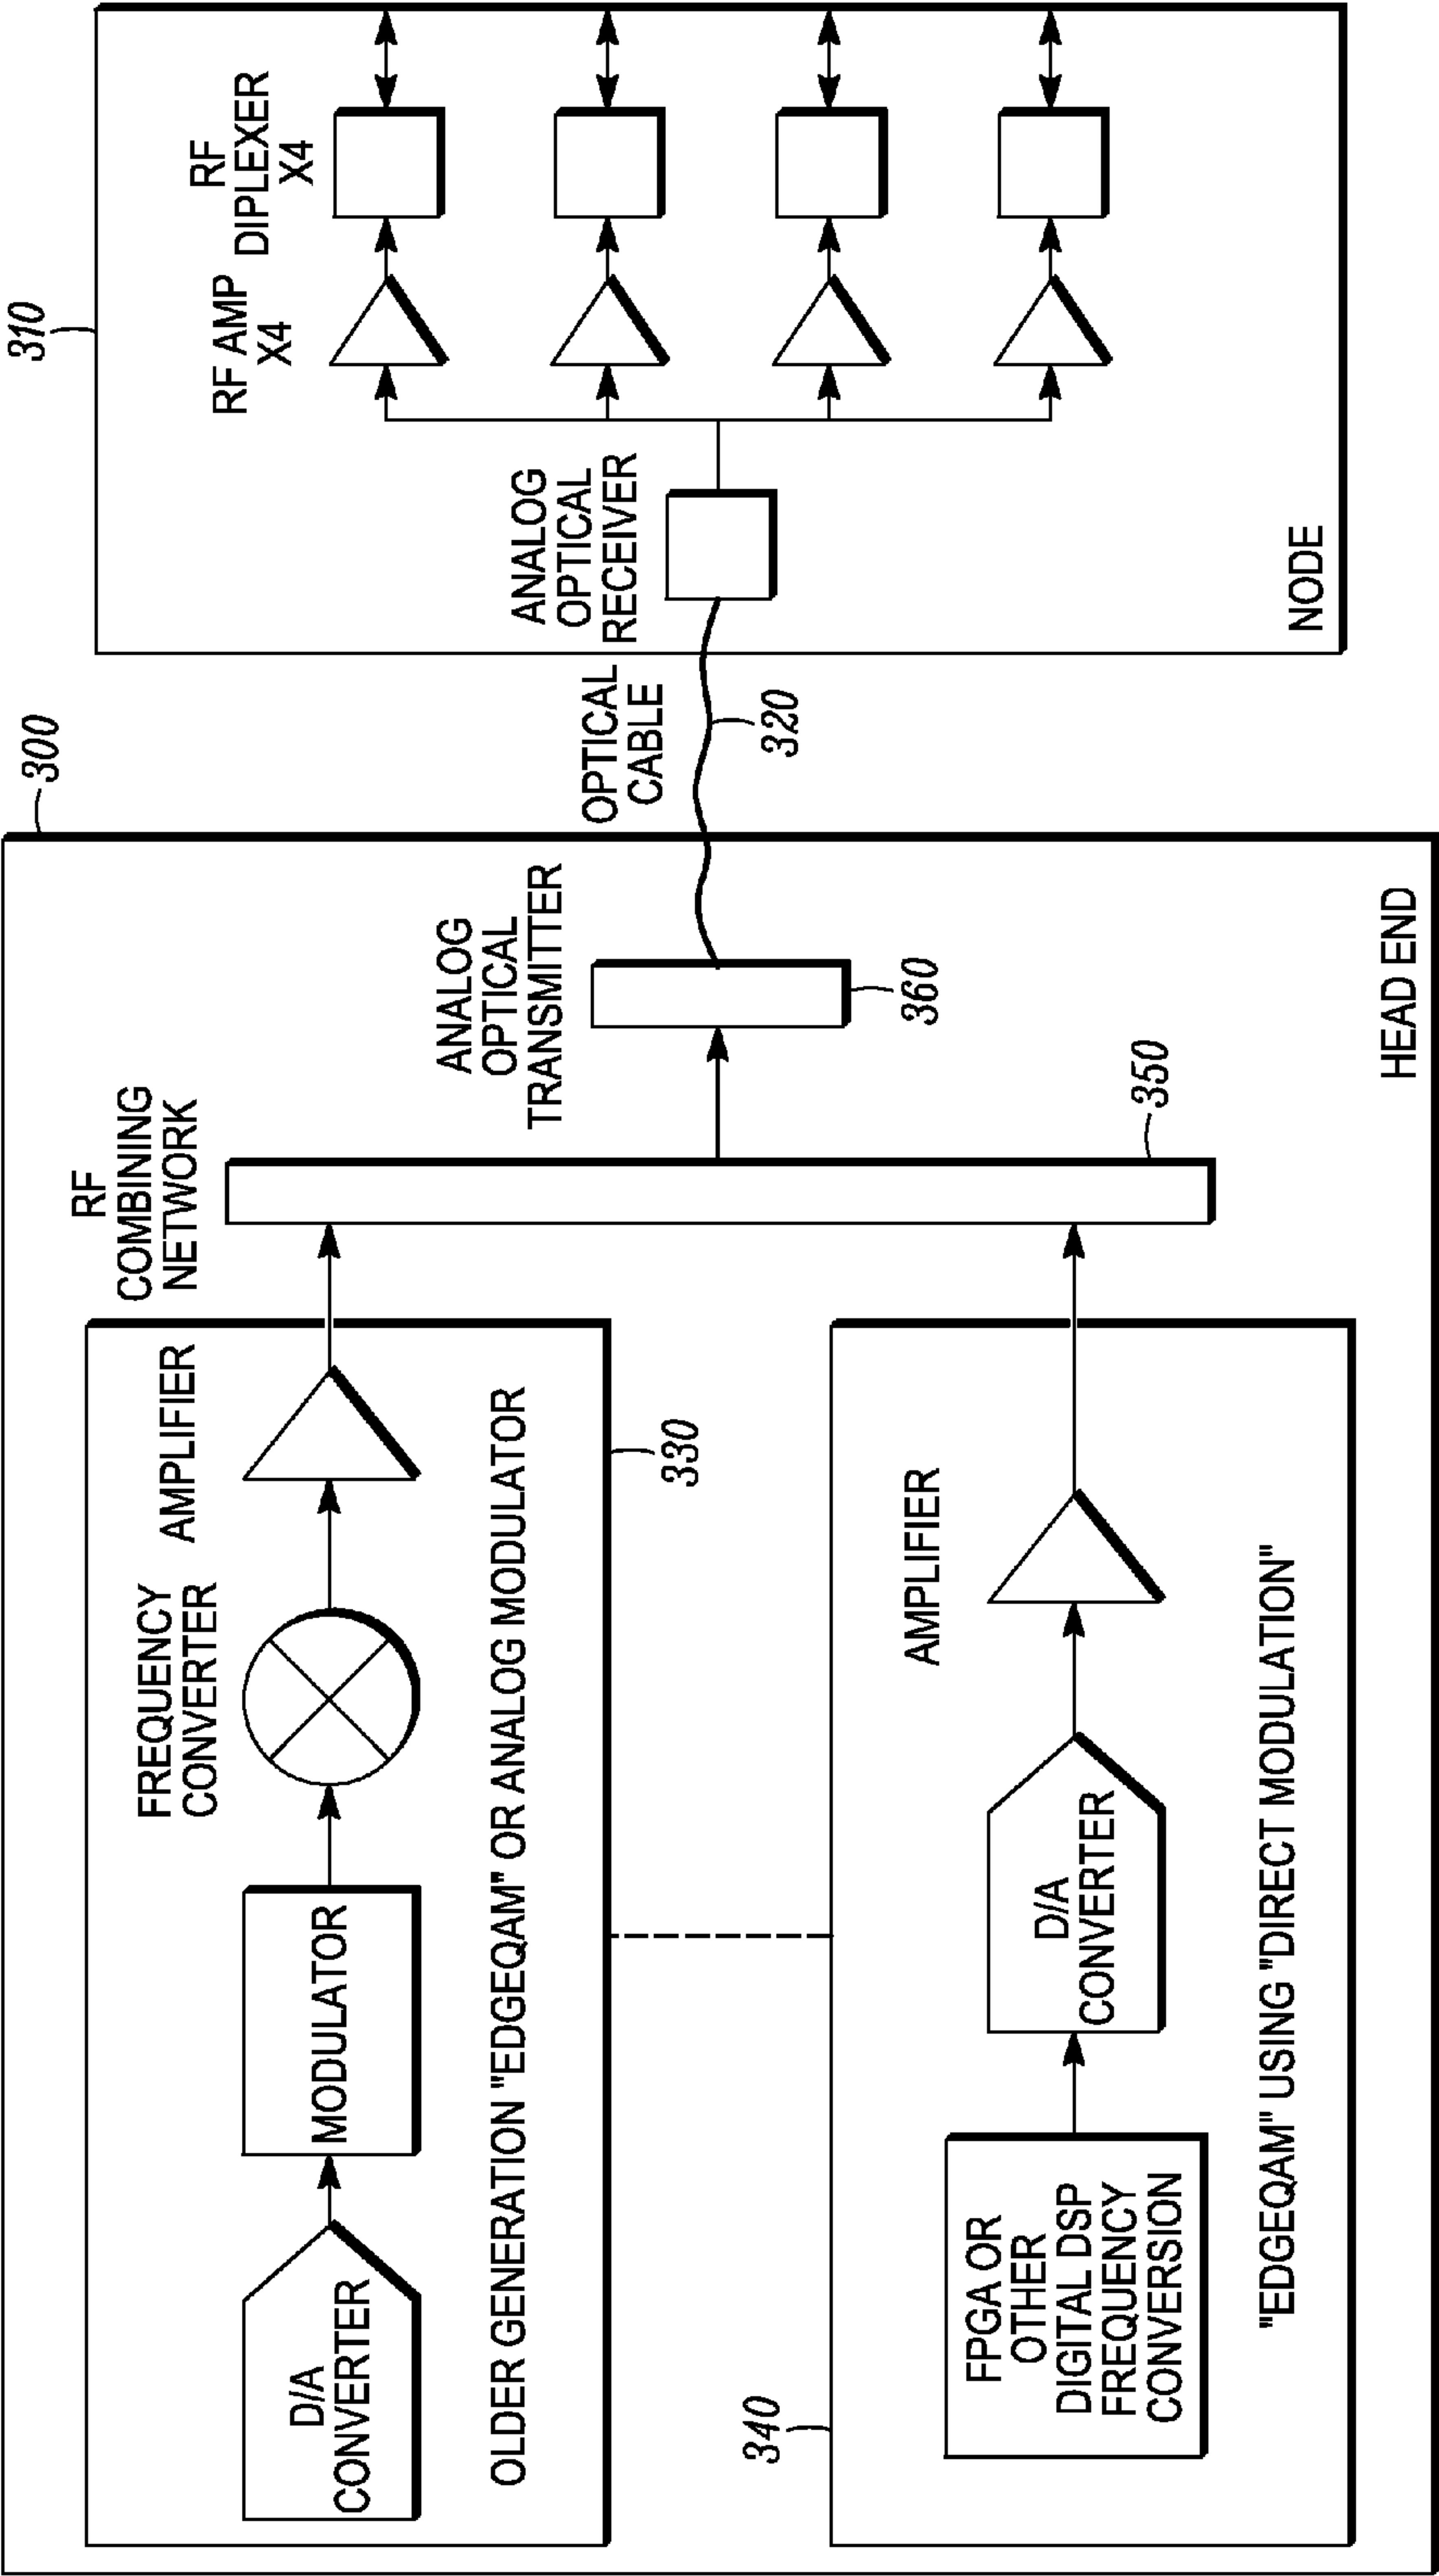 300
D/A
CONVERTER
MODULATOR
FREQUENCY
CONVERTER
AMPLIFIER
OLDER GENERATION "EDGEQAM" OR ANALOG MODULATOR
330
340
FPGA OR
OTHER
DIGITAL DSP
FREQUENCY
CONVERSION
D/A
CONVERTER
AMPLIFIER
"EDGEQAM" USING "DIRECT MODULATION"
RF
COMBINING
NETWORK
350
ANALOG
OPTICAL
TRANSMITTER
360
HEAD END
OPTICAL
CABLE
320
310
ANALOG
OPTICAL
RECEIVER
RF AMP
X4
RF
DIPLEXER
X4
NODE